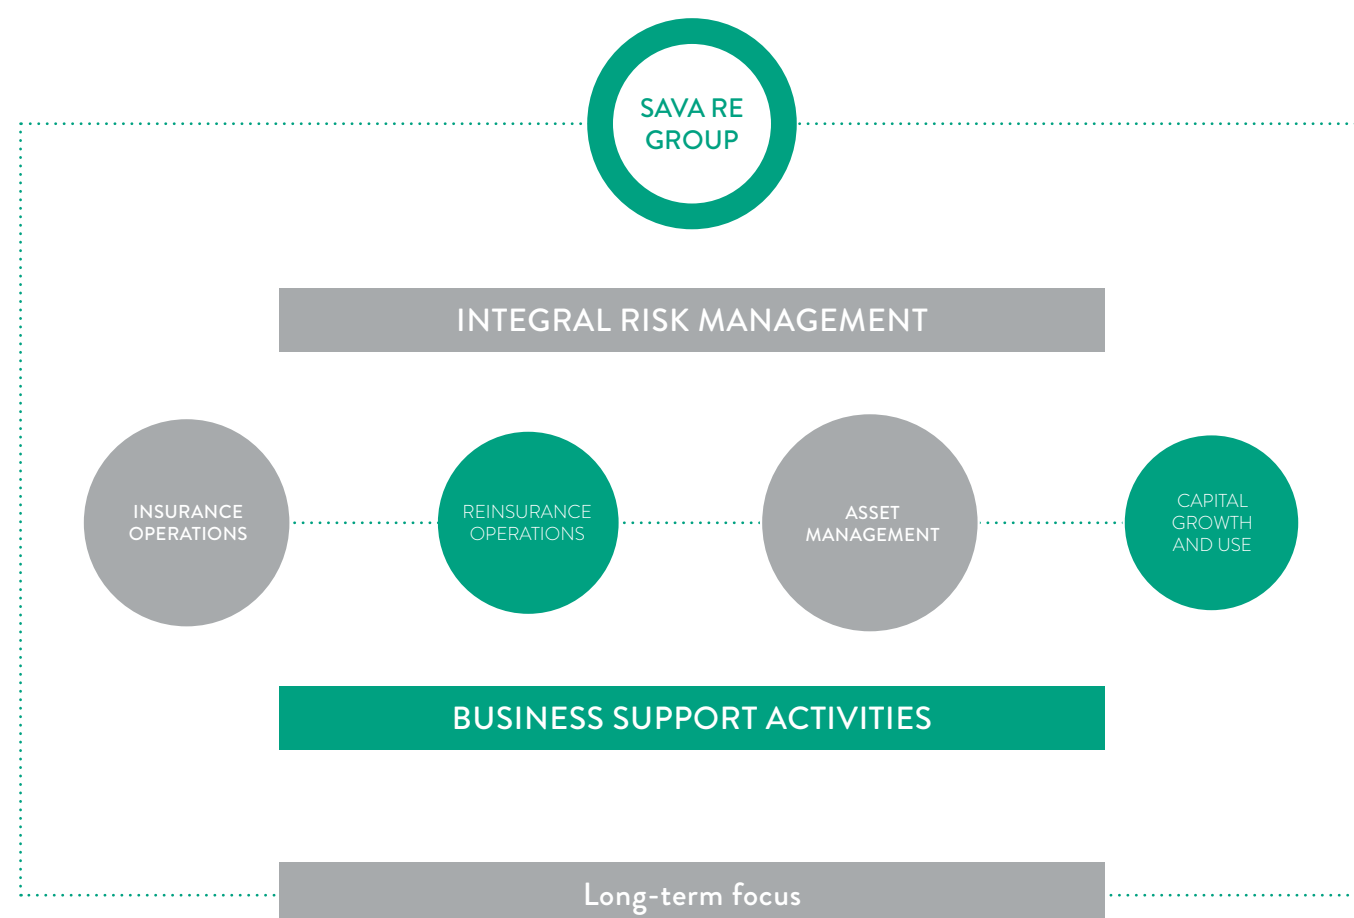 SAVA RE
GROUP
INTEGRAL RISK MANAGEMENT
INSURANCE
OPERATIONS
REINSURANCE
OPERATIONS
ASSET
MANAGEMENT
CAPITAL
GROWTH
AND USE
BUSINESS SUPPORT ACTIVITIES
Long-term focus